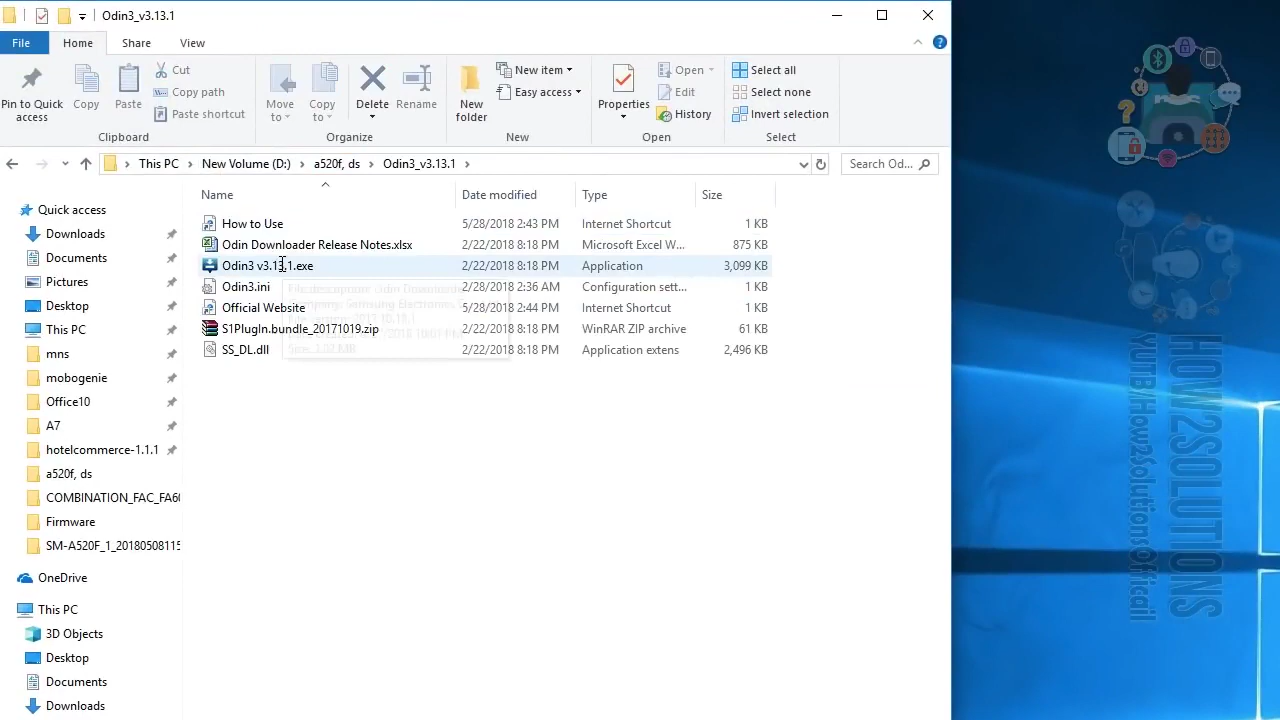 Odin3_v3.13.1
File Home Share View
Pin to Quick access
Copy
Paste
Cut
Copy path
Paste shortcut
Clipboard
Move to
Copy to
Delete
Rename
Organize
New folder
New item
Easy access
New
Properties
Open
Edit
History
Open
Select all
Select none
Invert selection
Select
This PC New Volume (D:) a520f, ds Odin3_v3.13.1
Search Od...
Name Date modified Type Size
How to Use 5/28/2018 2:43 PM Internet Shortcut 1 KB
Odin Downloader Release Notes.xlsx 2/22/2018 8:18 PM Microsoft Excel W... 875 KB
Odin3 v3.13.1.exe 2/22/2018 8:18 PM Application 3,099 KB
Odin3.ini 2/28/2018 2:36 AM Configuration sett... 1 KB
Official Website 5/28/2018 2:44 PM Internet Shortcut 1 KB
S1PlugIn.bundle_20171019.zip 2/22/2018 8:18 PM WinRAR ZIP archive 61 KB
SS_DL.dll 2/22/2018 8:18 PM Application extens 2,496 KB
Quick access
Downloads
Documents
Pictures
Desktop
This PC
mns
mobogenie
Office10
A7
hotelcommerce-1.1.1
a520f, ds
COMBINATION_FAC_FA60
Firmware
SM-A520F_1_20180508115
OneDrive
This PC
3D Objects
Desktop
Documents
Downloads
HOW2SOLUTIONS